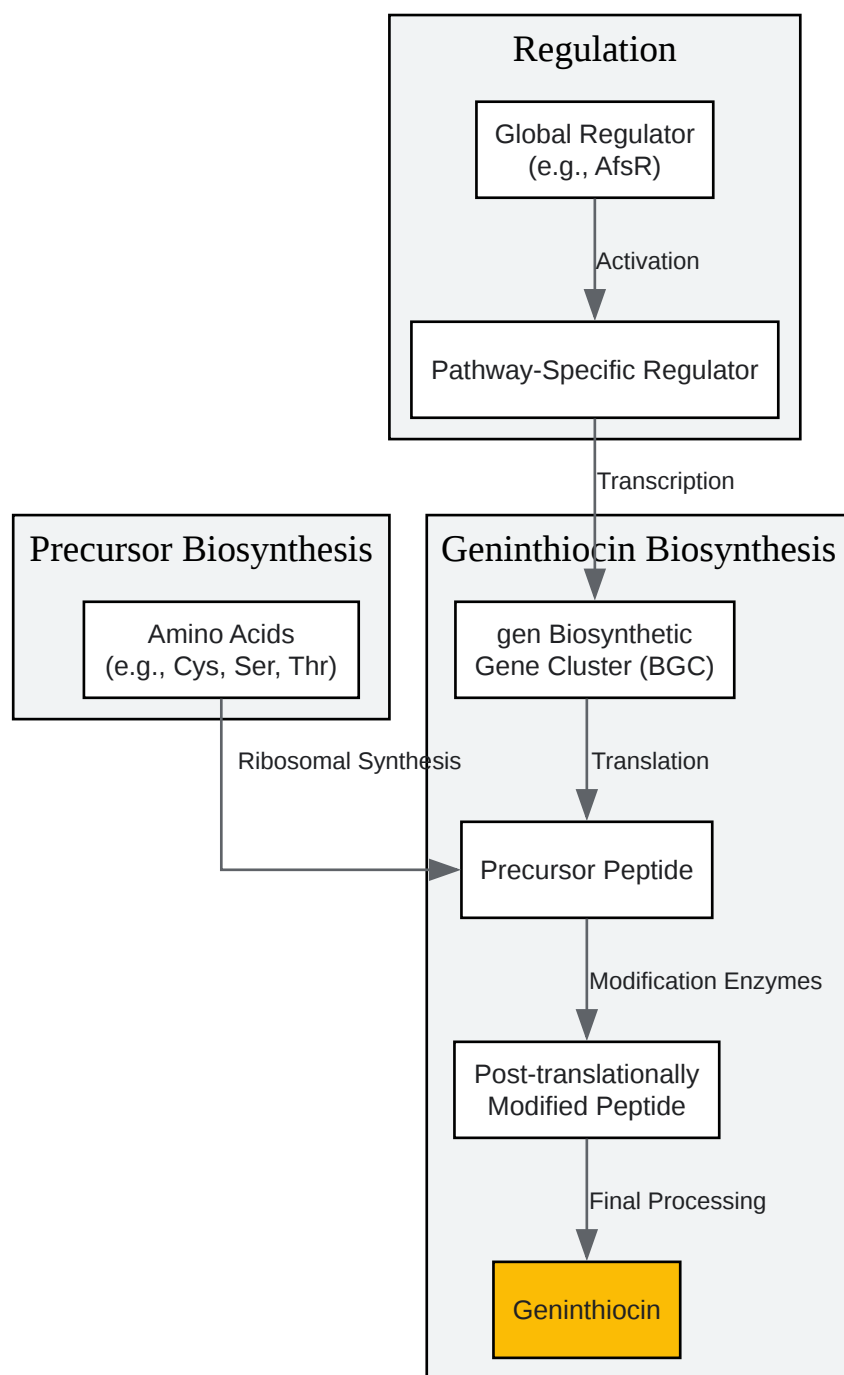 Regulation
Global Regulator
(e.g., AfsR)
Activation
Pathway-Specific Regulator
Transcription
Precursor Biosynthesis
Geninthiocin Biosynthesis
Amino Acids
(e.g., Cys, Ser, Thr)
gen Biosynthetic
Gene Cluster (BGC)
Ribosomal Synthesis
Translation
Precursor Peptide
Modification Enzymes
Post-translationally
Modified Peptide
Final Processing
Geninthiocin